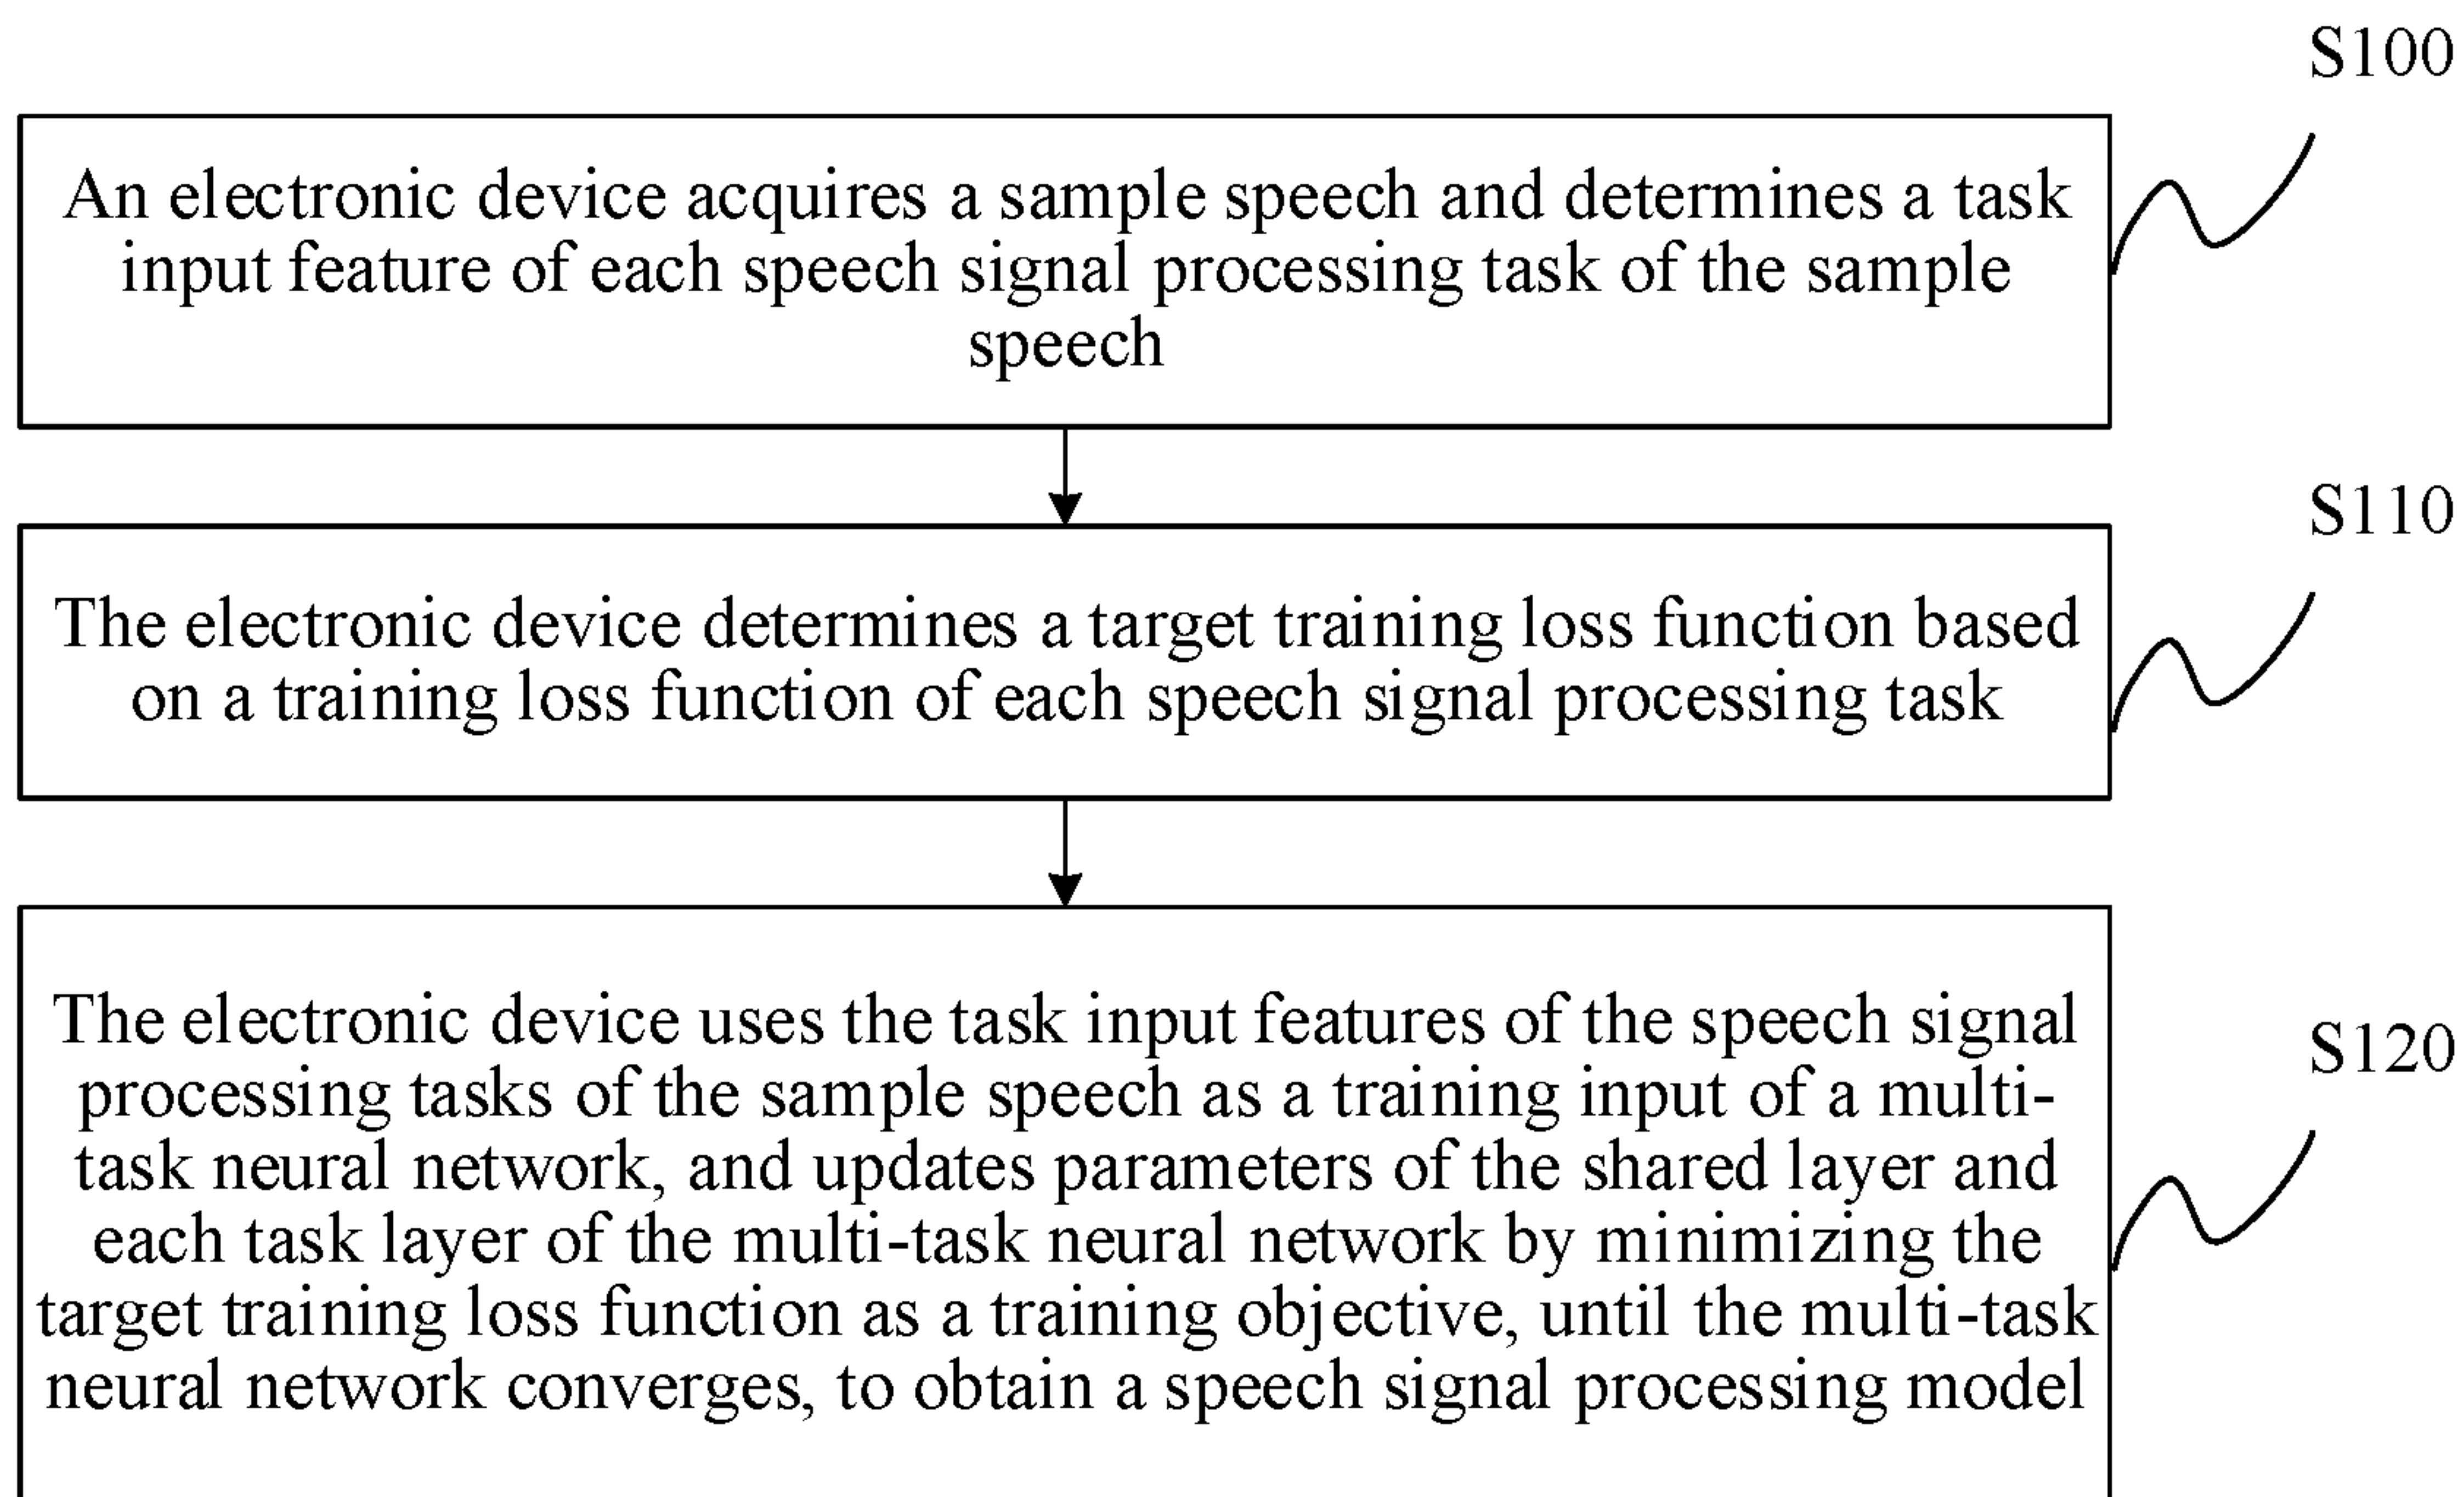 S100
An electronic device acquires a sample speech and determines a task
input feature of each speech signal processing task of the sample
speech
S110
The electronic device determines a target training loss function based
on a training loss function of each speech signal processing task
The electronic device uses the task input features of the speech signal
S120
processing tasks of the sample speech as a training input of a multi-
task neural network, and updates parameters of the shared layer and
each task layer of the multi-task neural network by minimizing the
target training loss function as a training objective, until the multi-task
neural network converges, to obtain a speech signal processing model